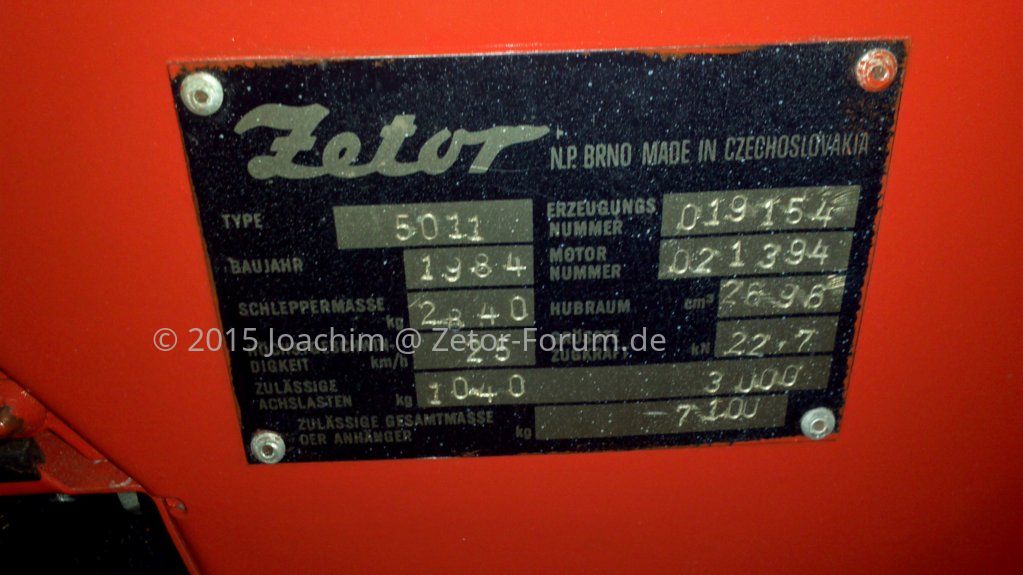 Zetor N.P. BRNO MADE IN CZECHOSLOVAKIA
TYPE 5011 ERZEUGUNGS NUMMER 019154
BAUJAHR 1984 MOTOR NUMMER 021394
SCHLEPPERMASSE kg 2840 HUBRAUM cm³ 2696
DIGKEIT km/h 25 ZUGKRAFT kN 22.7
© 2015 Joachim @ Zetor-Forum.de
ZULÄSSIGE ACHSLASTEN kg 1040 3000
ZULÄSSIGE GESAMTMASSE DER ANHÄNGER kg 7100